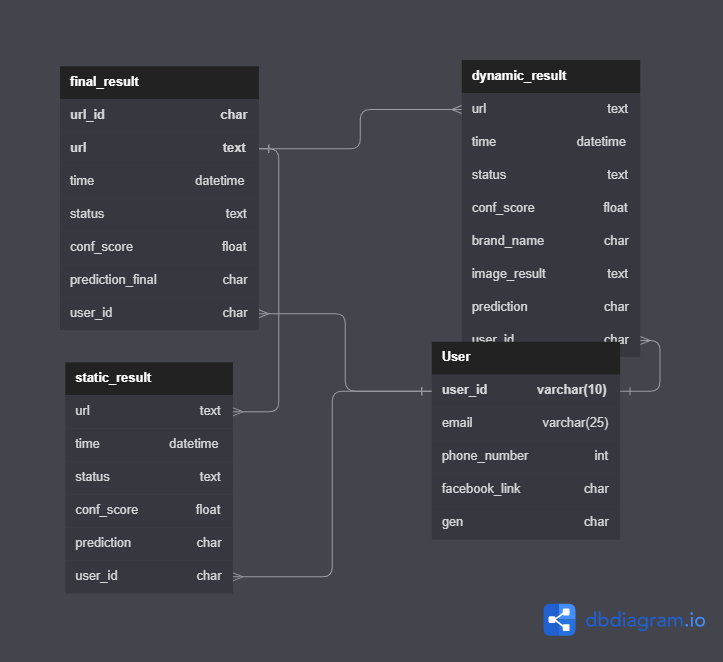 final_result
url_id char
url text
time datetime
status text
conf_score float
prediction_final char
user_id char
dynamic_result
url text
time datetime
status text
conf_score float
brand_name char
image_result text
prediction char
user_id char
static_result
url text
time datetime
status text
conf_score float
prediction char
user_id char
User
user_id varchar(10)
email varchar(25)
phone_number int
facebook_link char
gen char
dbdiagram.io